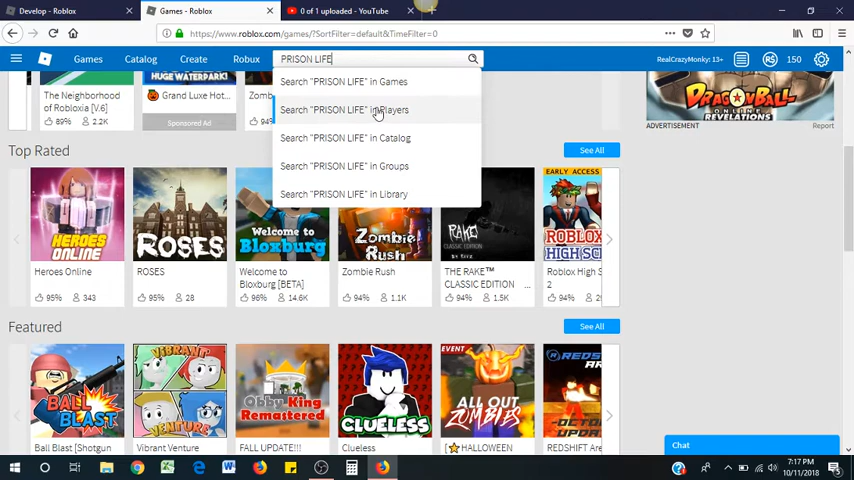 Develop - Roblox
Games - Roblox
0 of 1 uploaded - YouTube
https://www.roblox.com/games/?SortFilter=default&TimeFilter=0
Games
Catalog
Create
Robux
PRISON LIFE
RealCrazyMonky: 13+
150
Search "PRISON LIFE" in Games
Search "PRISON LIFE" in Players
Search "PRISON LIFE" in Catalog
Search "PRISON LIFE" in Groups
Search "PRISON LIFE" in Library
HUGE WATERPARK!
The Neighborhood of Robloxia [V.6]
89% 2.2K
Grand Luxe Hot...
Sponsored Ad
Zomb
94%
DRAGON BALL
ONLINE
REVELATIONS
ADVERTISEMENT
Report
Top Rated
See All
HEROES
ONLINE
ROSES
Welcome to
Bloxburg
Zombie
Rush
RAKE
CLASSIC EDITION
EARLY ACCESS
ROBLOX
HIGH SC
Heroes Online
95% 343
ROSES
95% 28
Welcome to
Bloxburg [BETA]
96% 14.6K
Zombie Rush
94% 1.1K
THE RAKE™
CLASSIC EDITION ...
94% 1.5K
Roblox High S
2
94%
Featured
See All
BALL
BLAST
VIBRANT
VENTURE
Obby
King
Remastered
CLUELESS
EVENT
ALL OUT
ZOMBIES
REDSH
AR
OCTO
UPDA
Ball Blast [Shotgun
Vibrant Venture
FALL UPDATE!!!
Clueless
HALLOWEEN
REDSHIFT Are
Chat
7:17 PM
10/11/2018